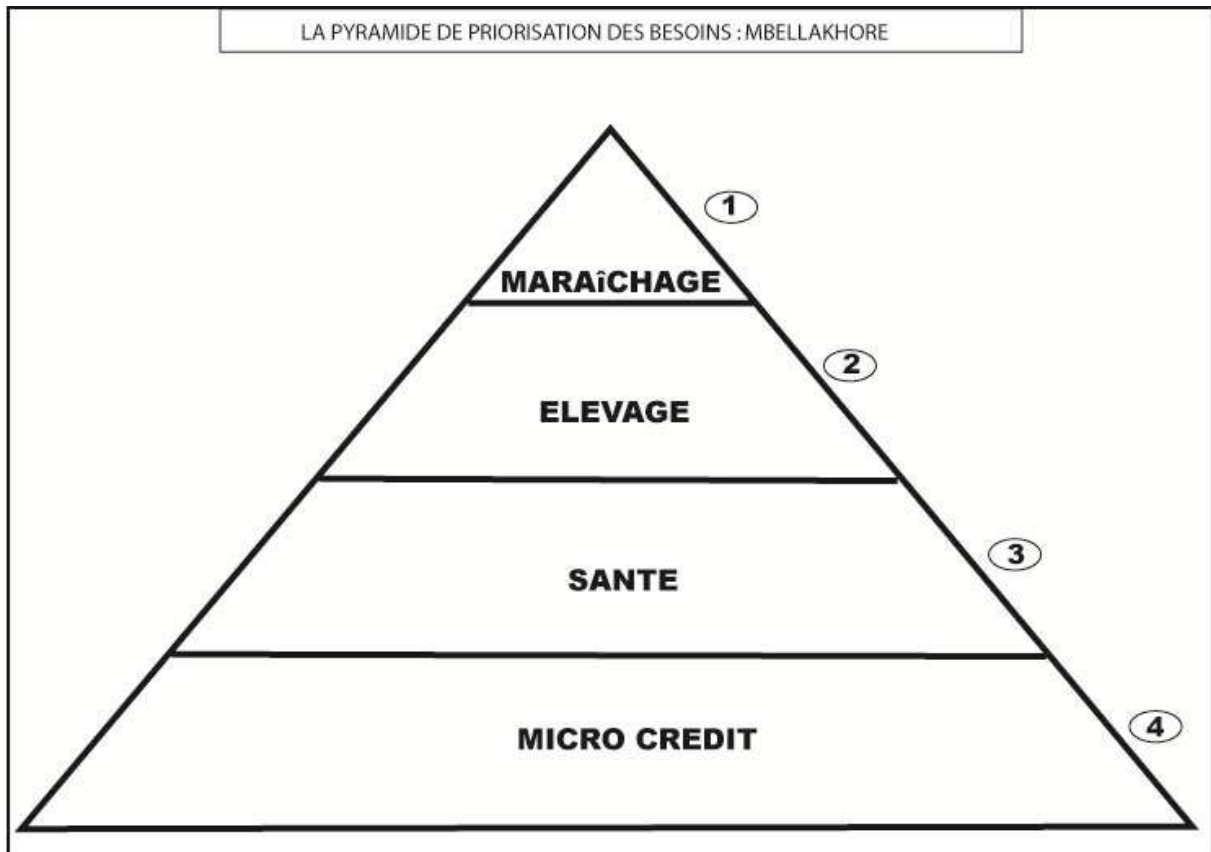 LA PYRAMIDE DE PRIORISATION DES BESOINS : MBELLAKHORE
1
MARAîCHAGE
2
ELEVAGE
3
SANTE
4
MICRO CREDIT